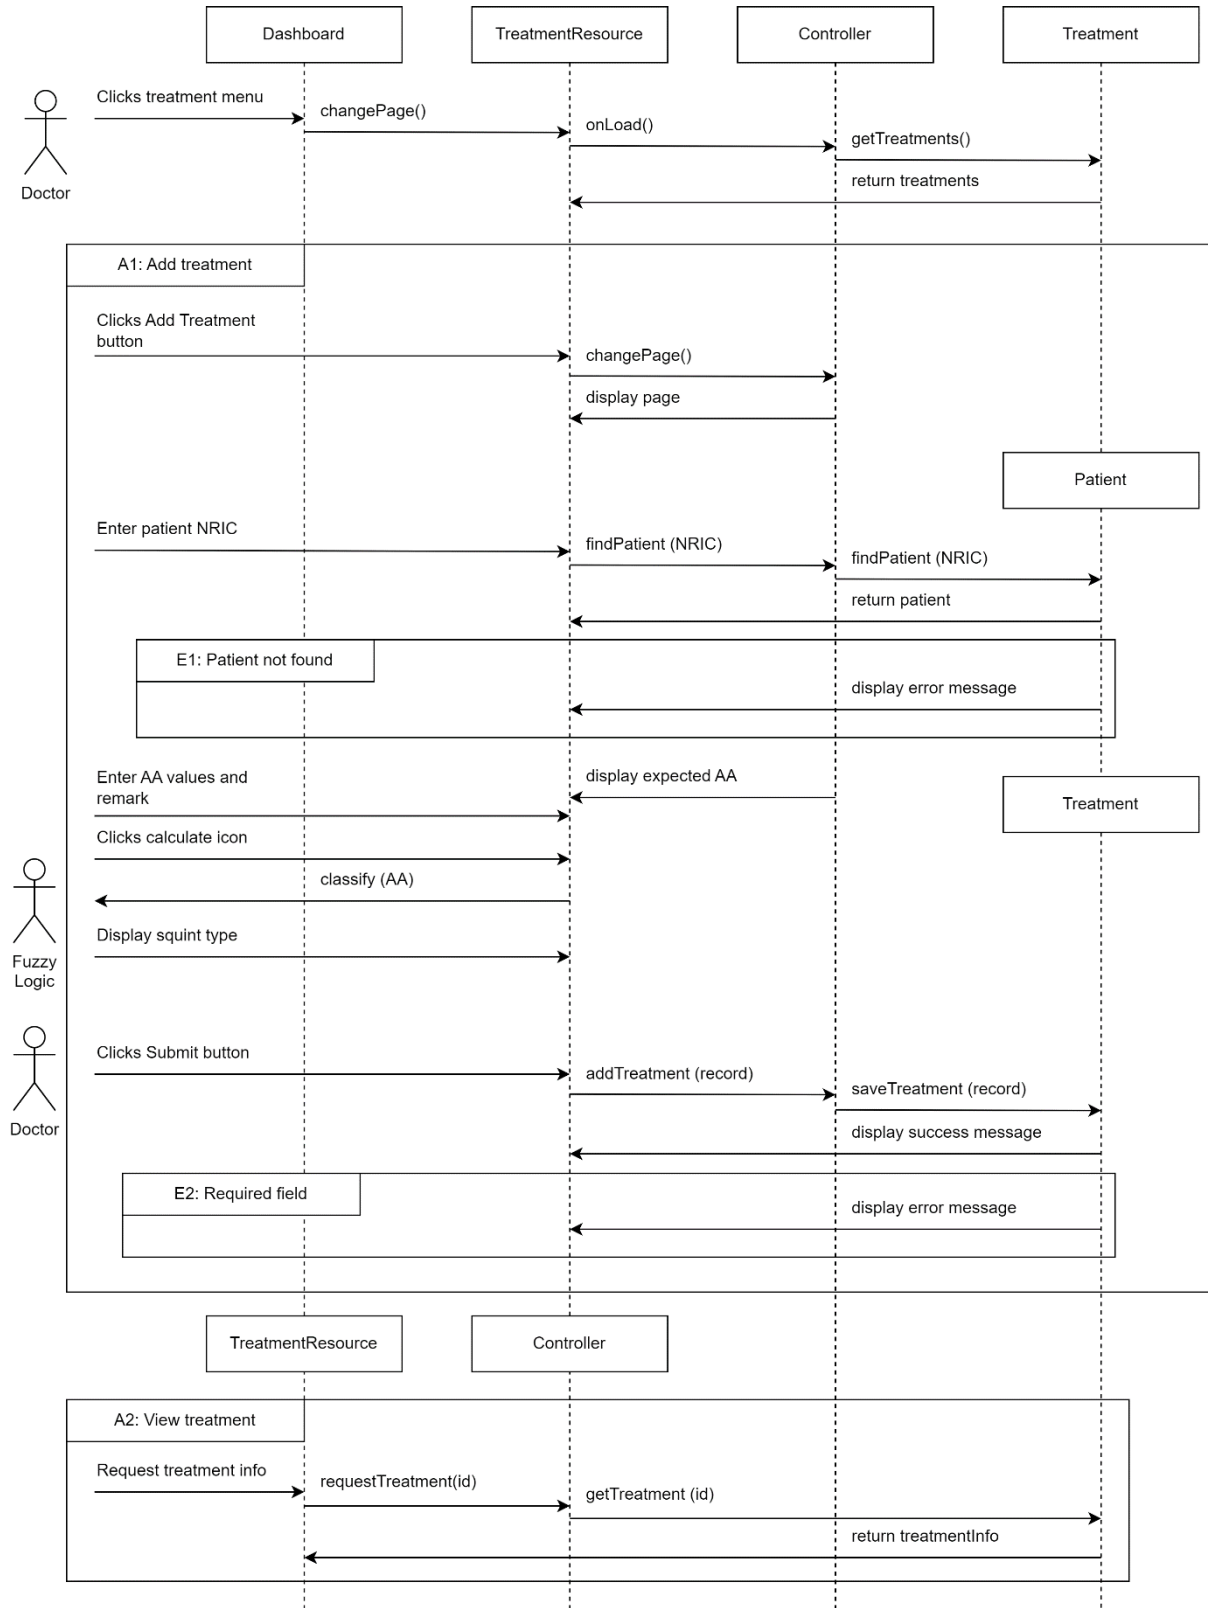 Dashboard
TreatmentResource
Controller
Treatment
Clicks treatment menu
changePage()
onLoad()
getTreatments()
return treatments
Doctor
A1: Add treatment
Clicks Add Treatment
button
changePage()
display page
Patient
Enter patient NRIC
findPatient (NRIC)
findPatient (NRIC)
return patient
E1: Patient not found
display error message
Enter AA values and
remark
display expected AA
Treatment
Clicks calculate icon
classify (AA)
Display squint type
Fuzzy
Logic
Clicks Submit button
addTreatment (record)
saveTreatment (record)
display success message
Doctor
E2: Required field
display error message
TreatmentResource
Controller
A2: View treatment
Request treatment info
requestTreatment(id)
getTreatment (id)
return treatmentInfo